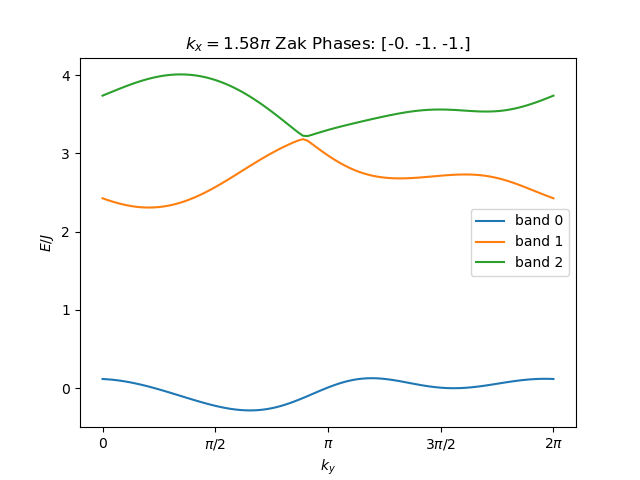 $k_x = 1.58\pi$ Zak Phases: [-0. -1. -1.]
4
3
2
1
0
E/J
band 0
band 1
band 2
0
π/2
π
3π/2
2π
$k_y$